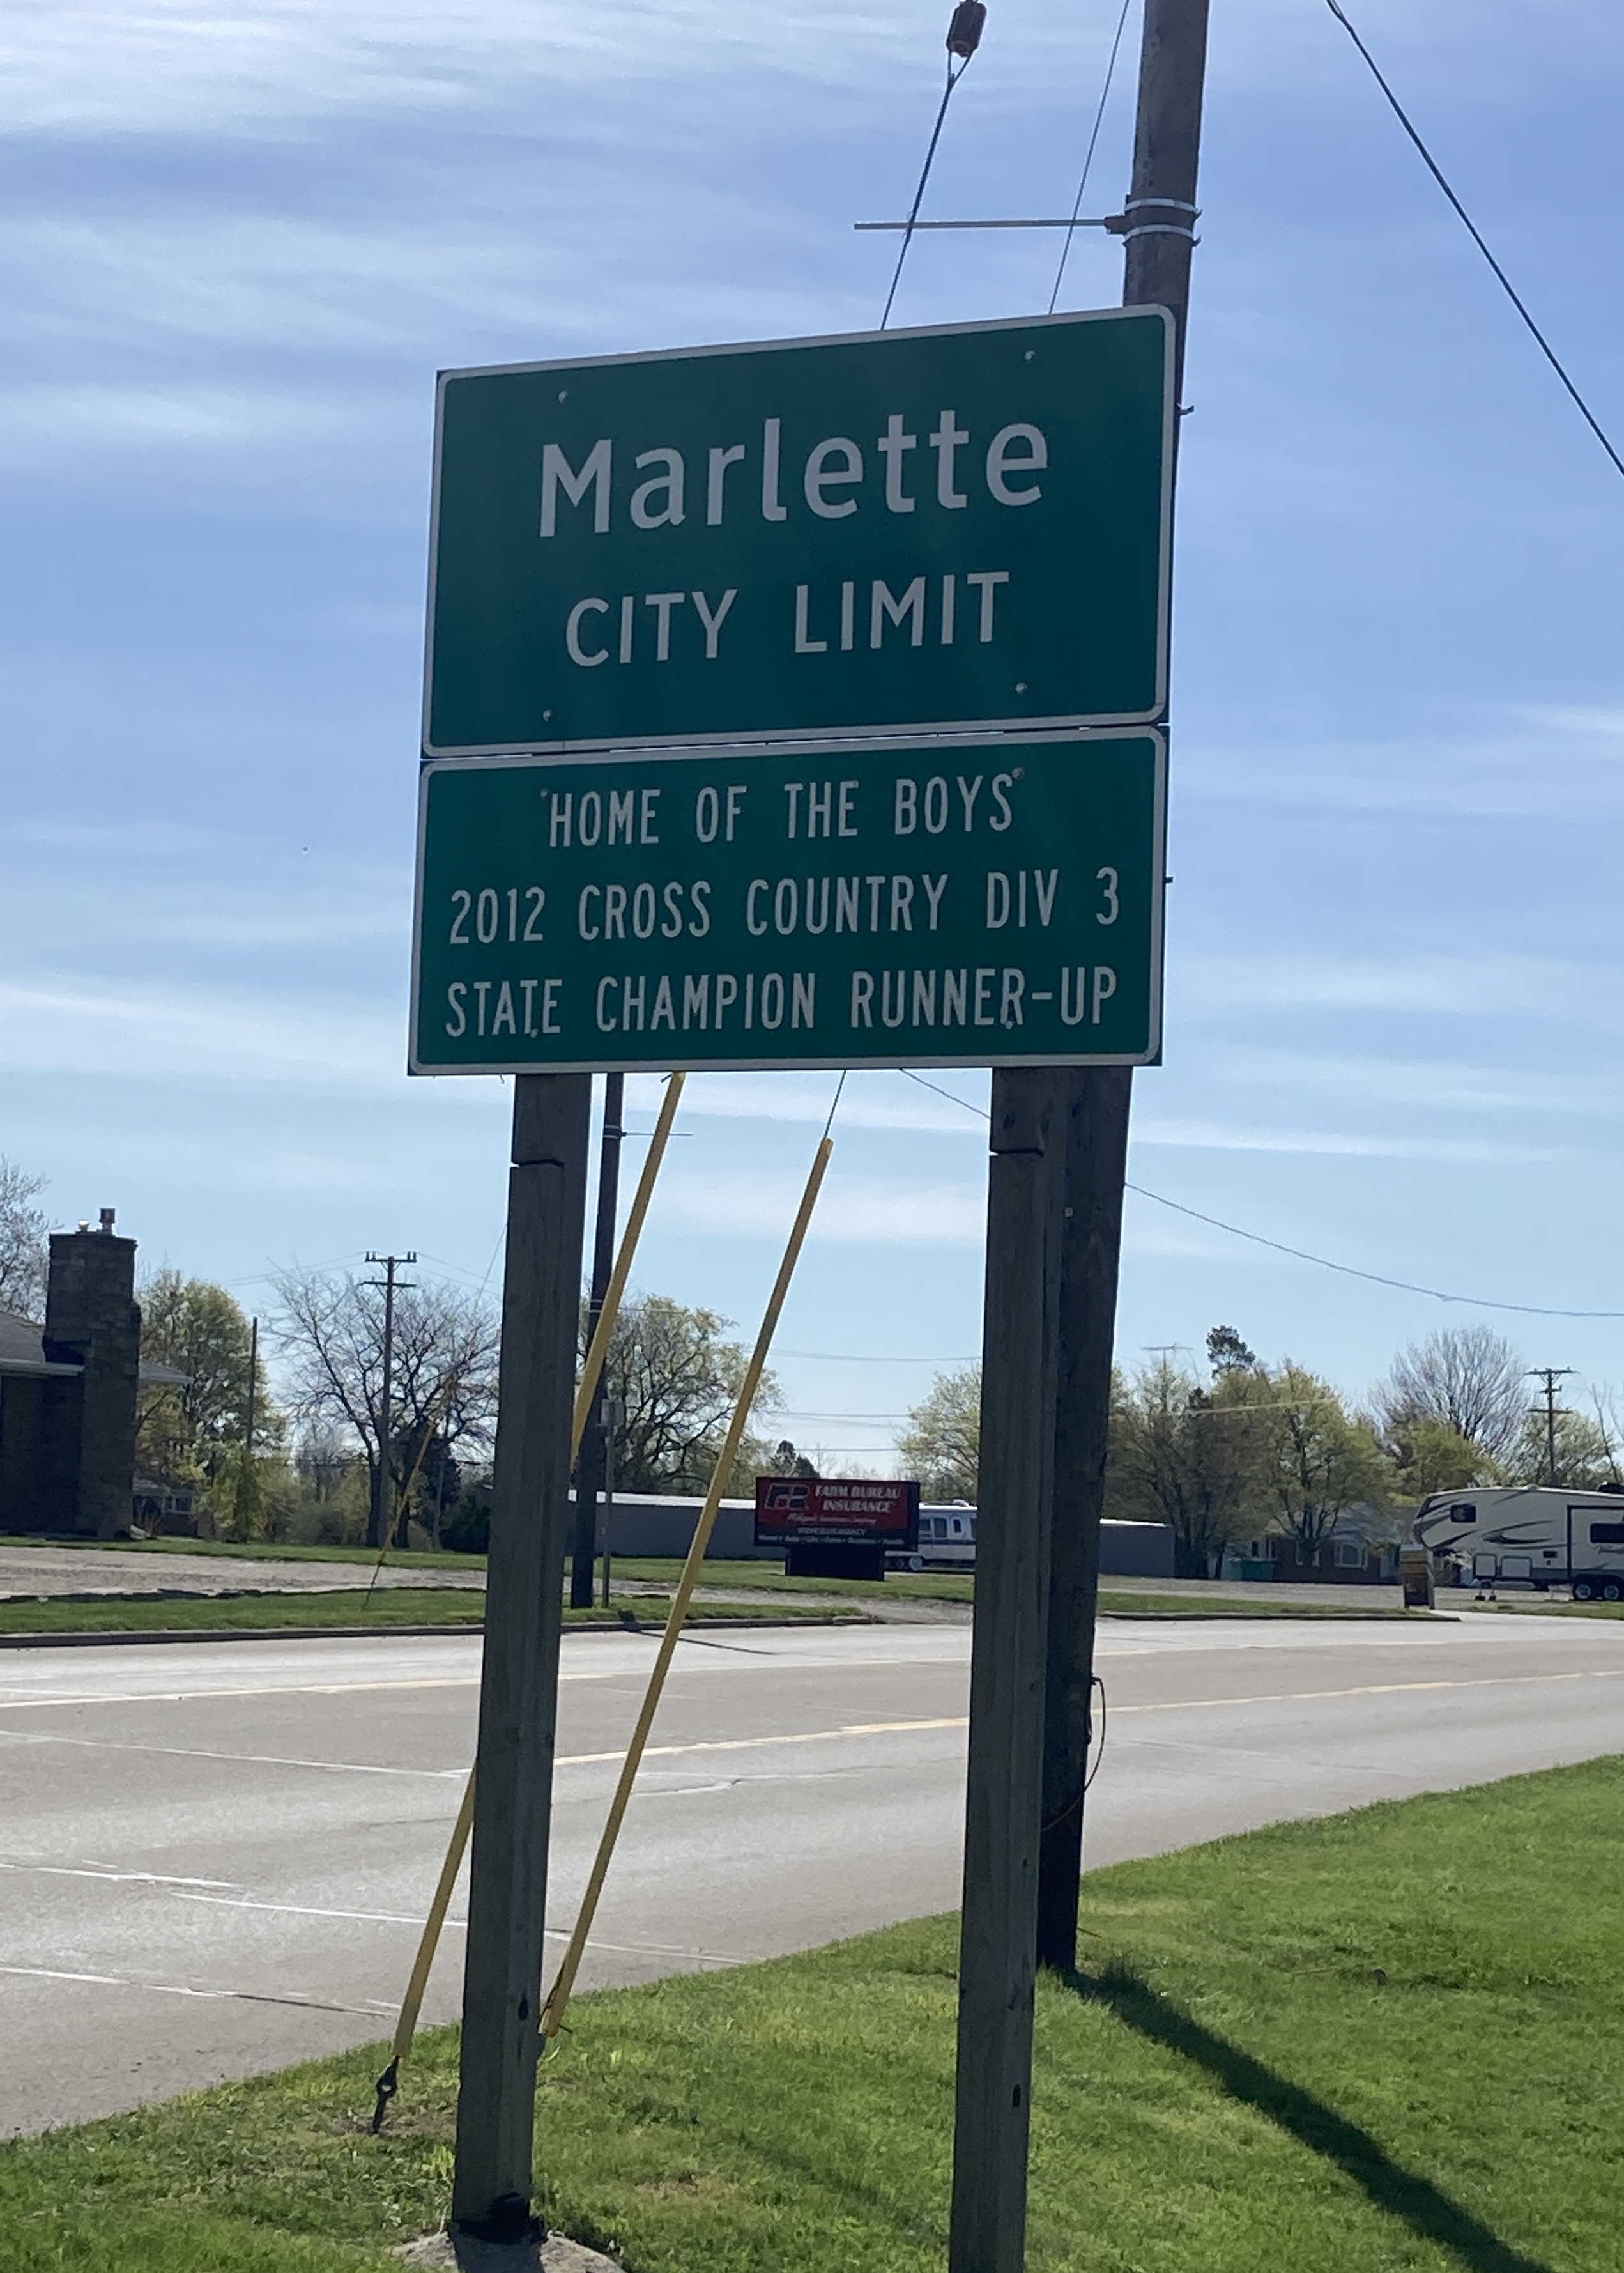 Marlette
CITY LIMIT
"HOME OF THE BOYS"
2012 CROSS COUNTRY DIV 3
STATE CHAMPION RUNNER-UP
FARM BUREAU
INSURANCE